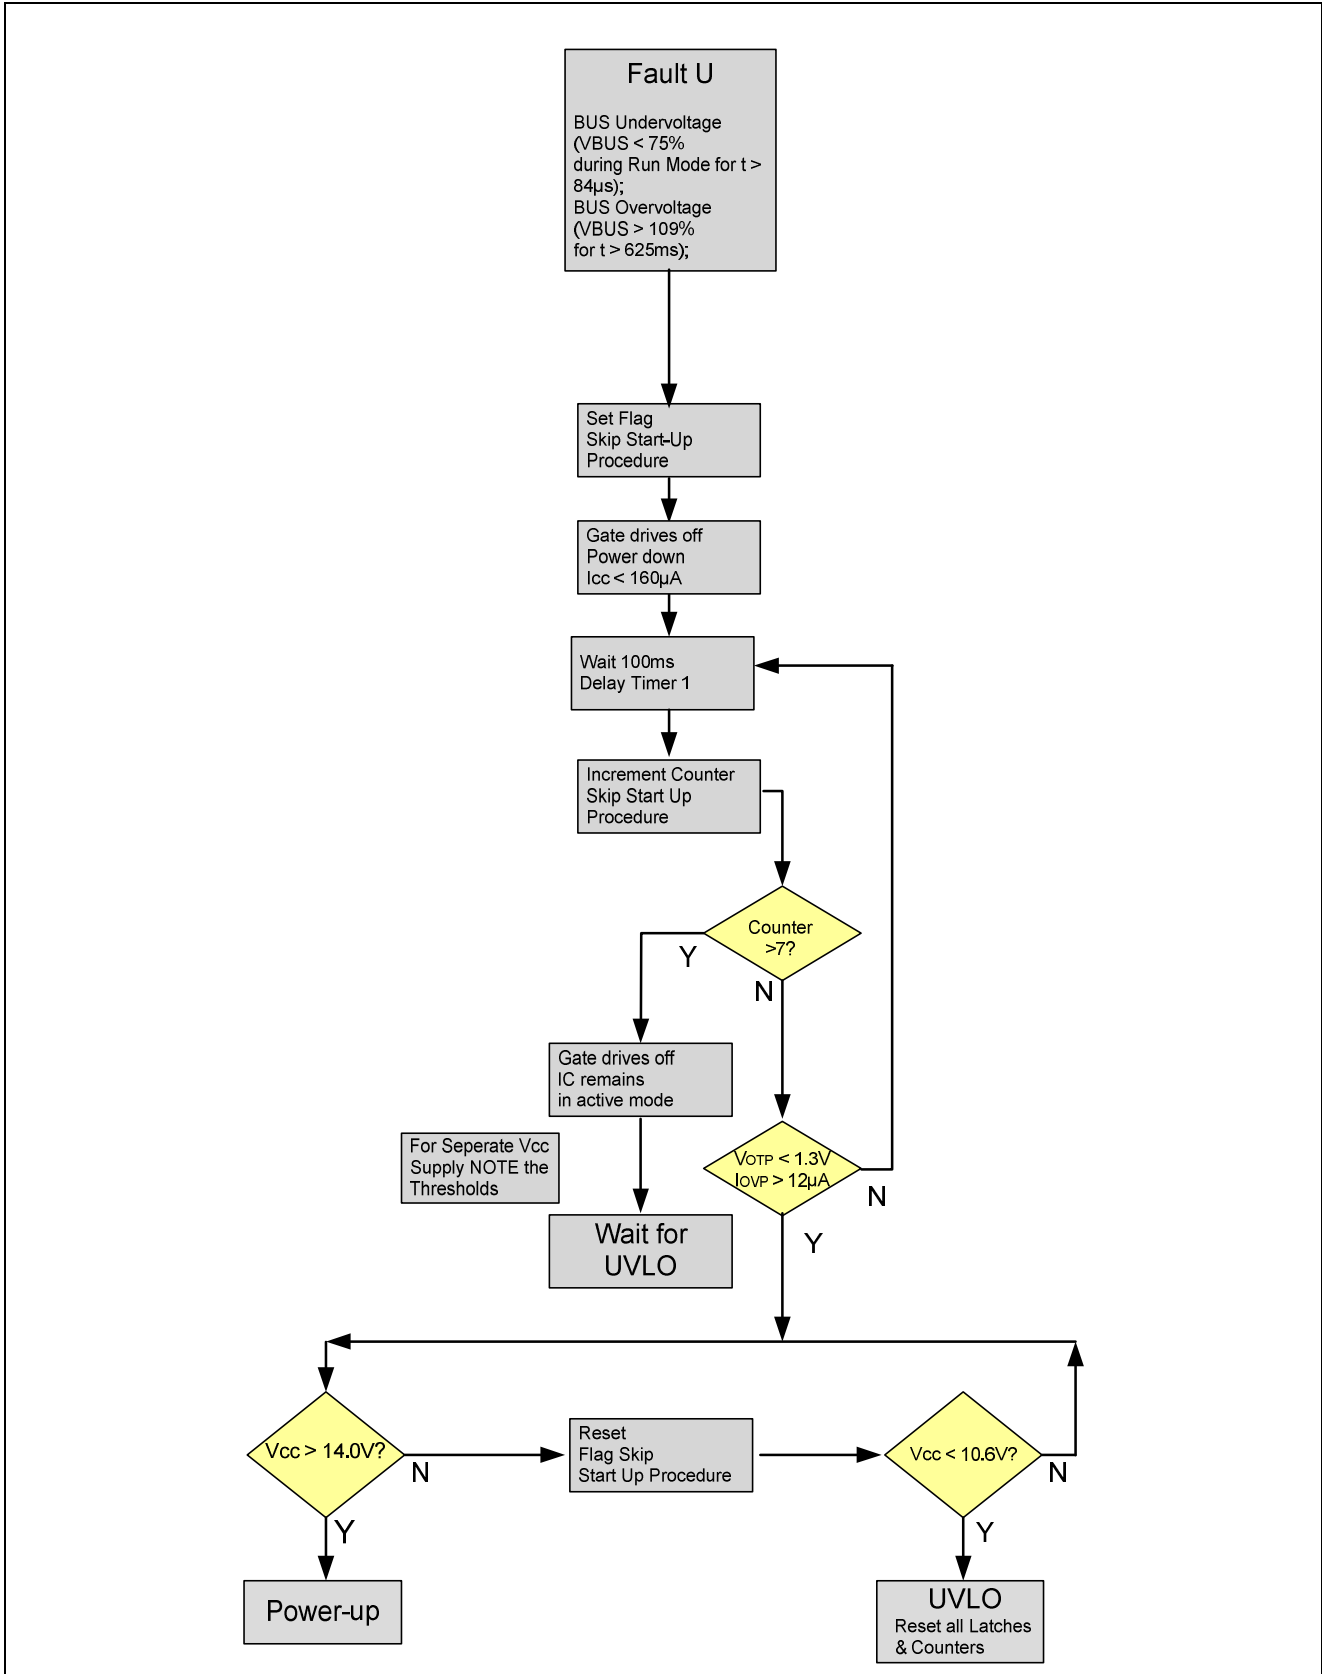 Fault U
BUS Undervoltage
(VBUS < 75%
during Run Mode for t >
84µs);
BUS Overvoltage
(VBUS > 109%
for t > 625ms);
Set Flag
Skip Start-Up
Procedure
Gate drives off
Power down
Icc < 160µA
Wait 100ms
Delay Timer 1
Increment Counter
Skip Start Up
Procedure
Counter
>7?
Y
N
Gate drives off
IC remains
in active mode
For Seperate Vcc
Supply NOTE the
Thresholds
VOTP < 1.3V
IOVP > 12µA
N
Y
Wait for
UVLO
Vcc > 14.0V?
N
Y
Reset
Flag Skip
Start Up Procedure
Vcc < 10.6V?
N
Y
Power-up
UVLO
Reset all Latches
& Counters